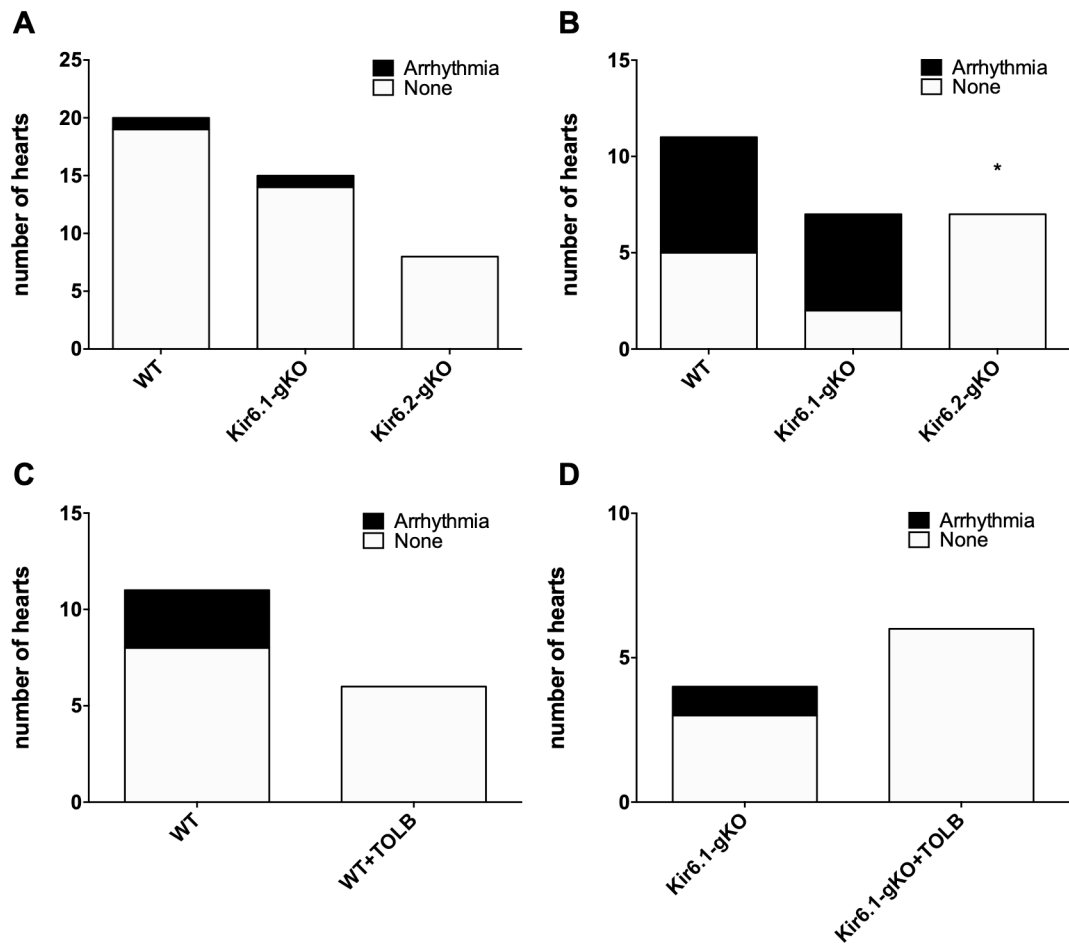 A
number of hearts
25
20
15
10
5
0
Arrhythmia
None
WT
Kir6.1-gKO
Kir6.2-gKO
B
number of hearts
15
10
5
0
Arrhythmia
None
*
WT
Kir6.1-gKO
Kir6.2-gKO
C
number of hearts
15
10
5
0
Arrhythmia
None
WT
WT+TOLB
D
number of hearts
10
5
0
Arrhythmia
None
Kir6.1-gKO
Kir6.1-gKO+TOLB